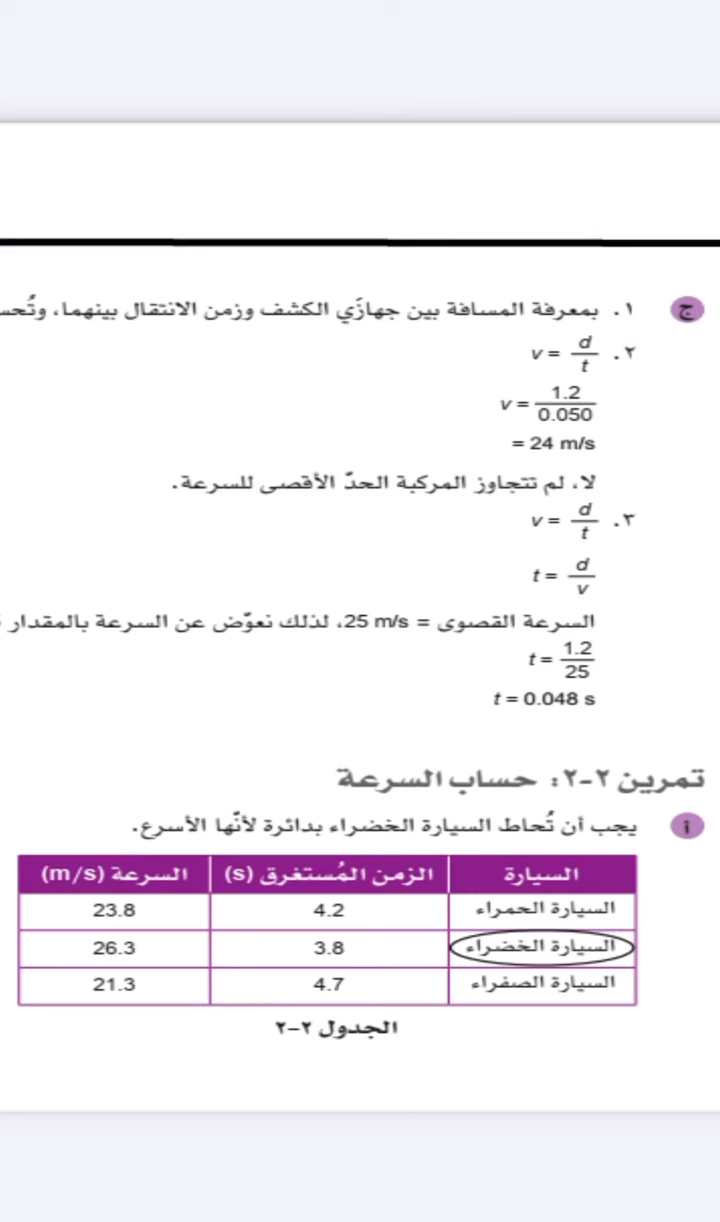 ج ١. بمعرفة المسافة بين جهازَي الكشف وزمن الانتقال بينهما،
٢. v = d/t
v = 1.2/0.050
= 24 m/s
لا، لم تتجاوز المركبة الحدّ الأقصى للسرعة.
٣. v = d/t
t = d/v
السرعة القصوى = 25 m/s، لذلك نعوّض عن السرعة بالمقدار
t = 1.2/25
t = 0.048 s
تمرين ٢-٢: حساب السرعة
أ يجب أن تُحاط السيارة الخضراء بدائرة لأنّها الأسرع.
السيارة الزمن المُستغرق (s) السرعة (m/s)
السيارة الحمراء 4.2 23.8
السيارة الخضراء 3.8 26.3
السيارة الصفراء 4.7 21.3
الجدول ٢-٢